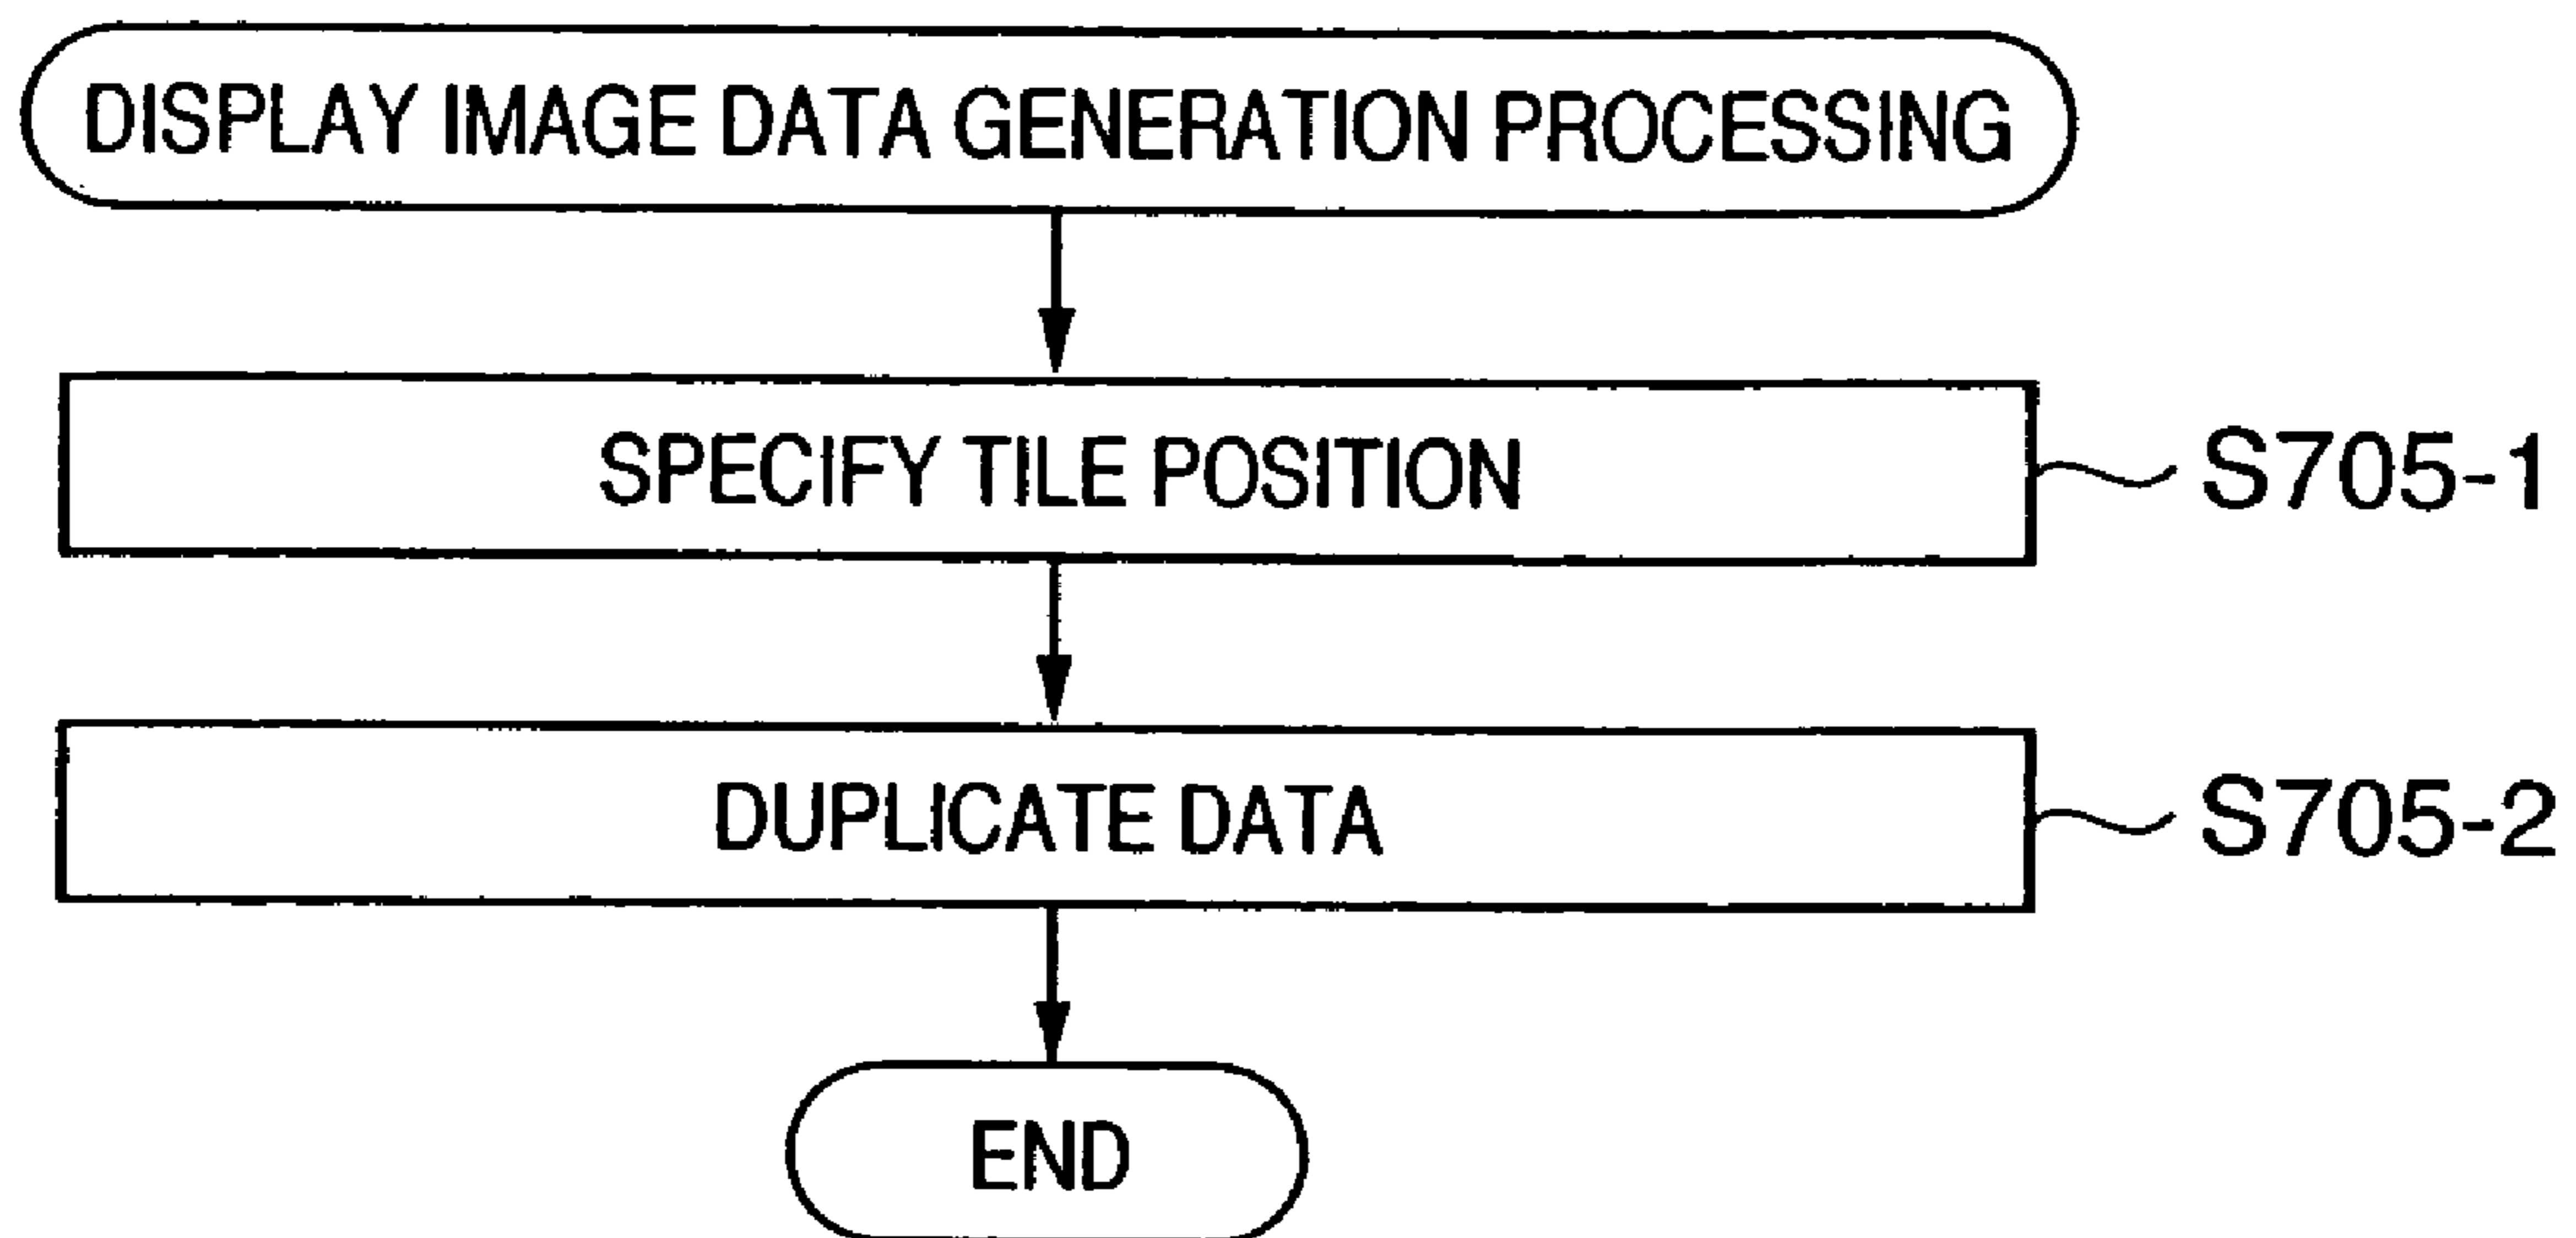 DISPLAY IMAGE DATA GENERATION PROCESSING
SPECIFY TILE POSITION
S705-1
DUPLICATE DATA
S705-2
END